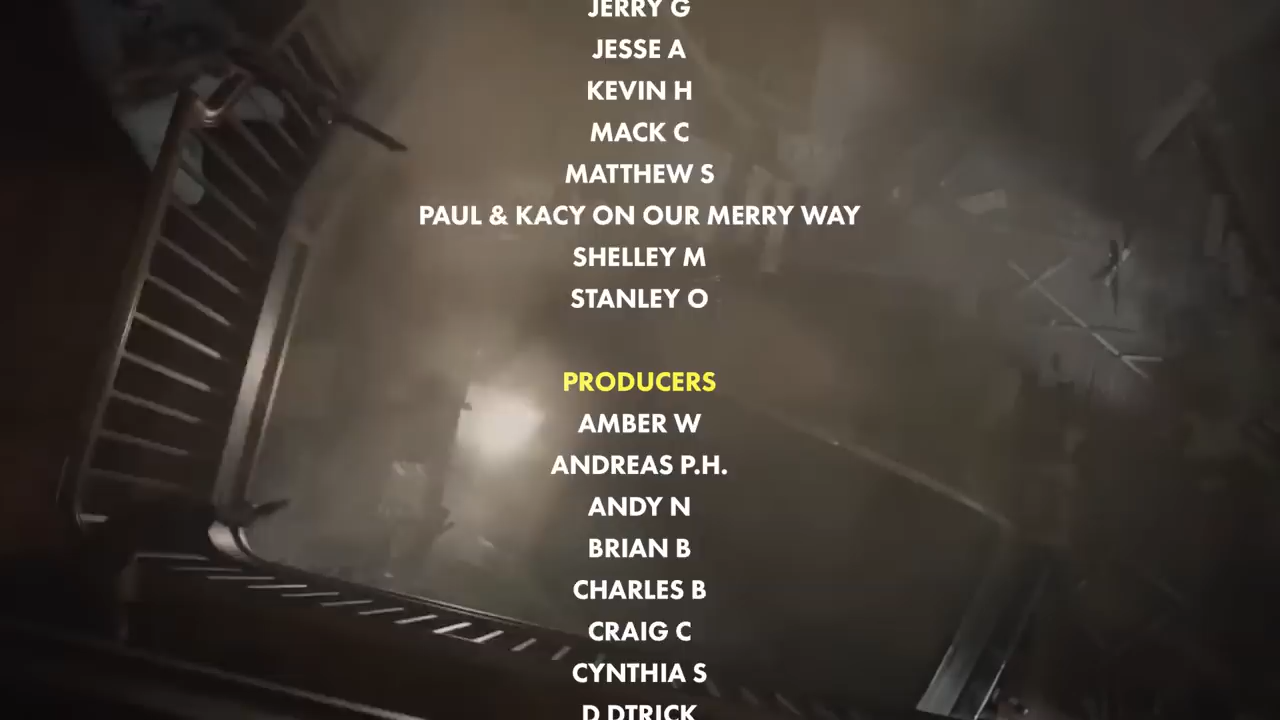 JERRY G
JESSE A
KEVIN H
MACK C
MATTHEW S
PAUL & KACY ON OUR MERRY WAY
SHELLEY M
STANLEY O
PRODUCERS
AMBER W
ANDREAS P.H.
ANDY N
BRIAN B
CHARLES B
CRAIG C
CYNTHIA S
D DTRICK